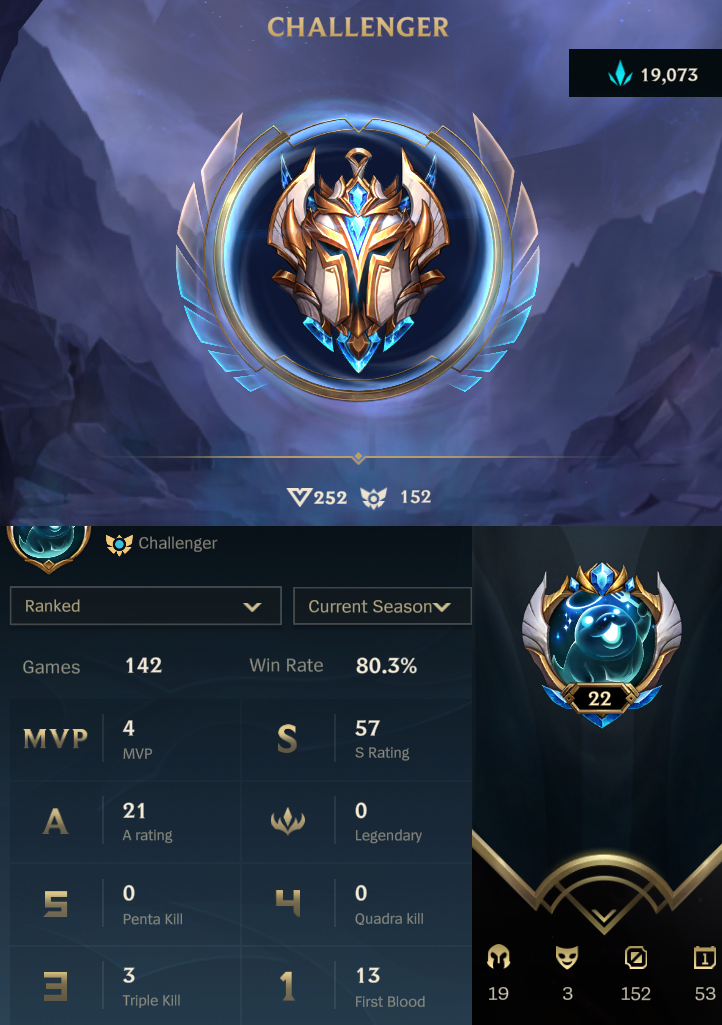 CHALLENGER
19,073
252 152
Challenger
Ranked Current Season
Games 142 Win Rate 80.3%
MVP 4 S 57
MVP S Rating
A 21 0
A rating Legendary
5 0 4 0
Penta Kill Quadra kill
3 3 1 13
Triple Kill First Blood
22
1
19 3 152 53